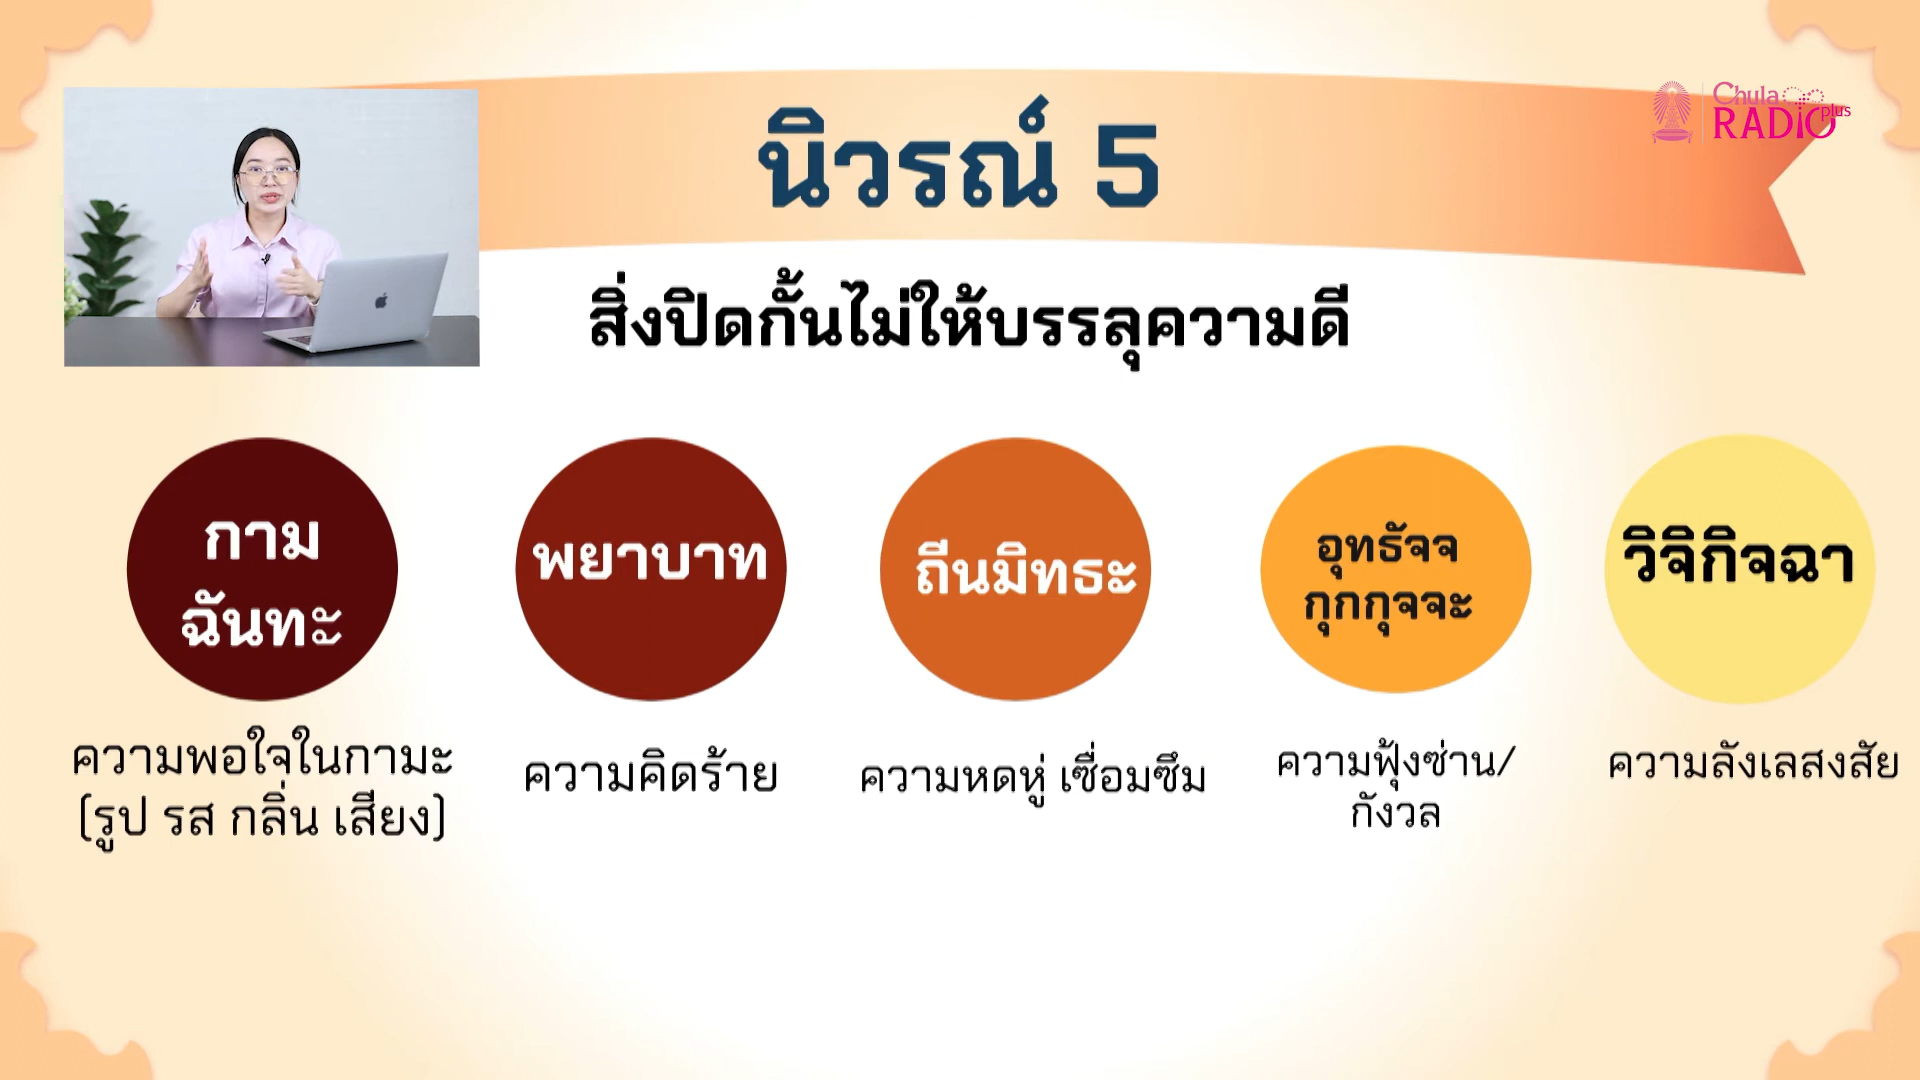 นิวรณ์ 5
Chula
RADIO plus
สิ่งปิดกั้นไม่ให้บรรลุความดี
กาม
ฉันทะ
พยาบาท
ถีนมิทธะ
อุทธัจจ
กุกกุจจะ
วิจิกิจฉา
ความพอใจในกามะ
(รูป รส กลิ่น เสียง)
ความคิดร้าย
ความหดหู่ เซื่อมซึม
ความฟุ้งซ่าน/
กังวล
ความลังเลสงสัย